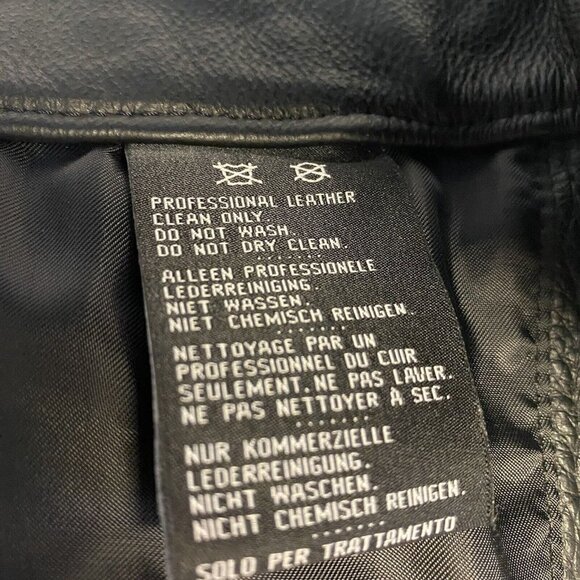 PROFESSIONAL LEATHER
CLEAN ONLY.
DO NOT WASH.
DO NOT DRY CLEAN.
ALLEEN PROFESSIONELE
LEDERREINIGING.
NIET WASSEN.
NIET CHEMISCH REINIGEN.
NETTOYAGE PAR UN
PROFESSIONNEL DU CUIR
SEULEMENT. NE PAS LAVER.
NE PAS NETTOYER À SEC.
NUR KOMMERZIELLE
LEDERREINIGUNG.
NICHT WASCHEN.
NICHT CHEMISCH REINIGEN.
SOLO PER TRATTAMENTO